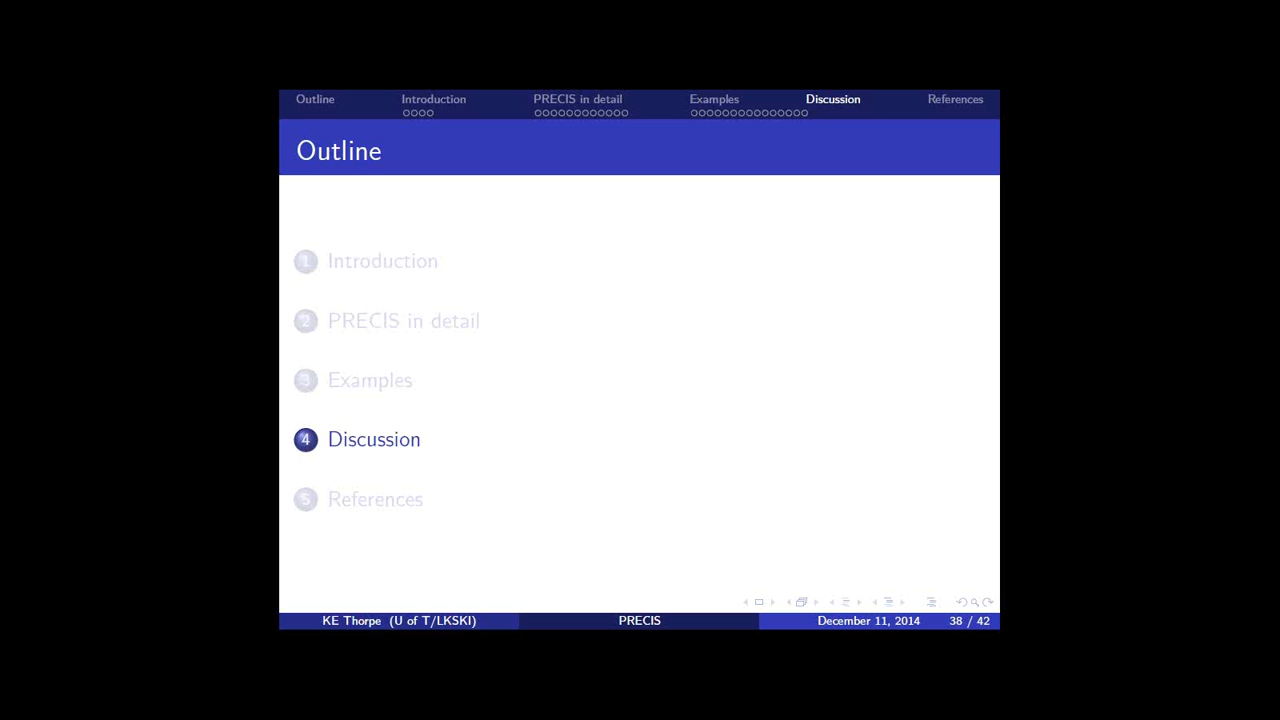 Outline Introduction PRECIS in detail Examples Discussion References
Outline
1 Introduction
2 PRECIS in detail
3 Examples
4 Discussion
5 References
KE Thorpe (U of T/LKSKI) PRECIS December 11, 2014 38 / 42